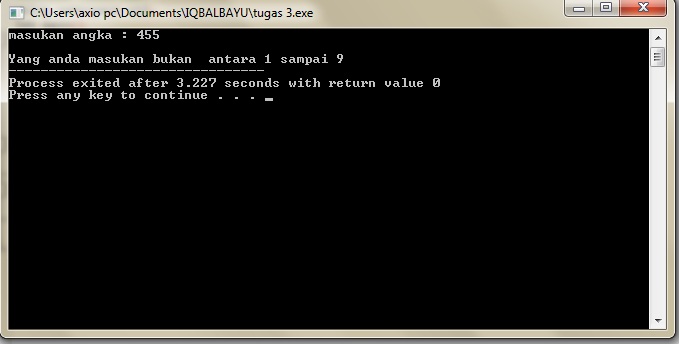 C:\Users\axio pc\Documents\IQBALBAYU\tugas 3.exe
masukan angka : 455
Yang anda masukan bukan  antara 1 sampai 9
--------------------------------
Process exited after 3.227 seconds with return value 0
Press any key to continue . . . _